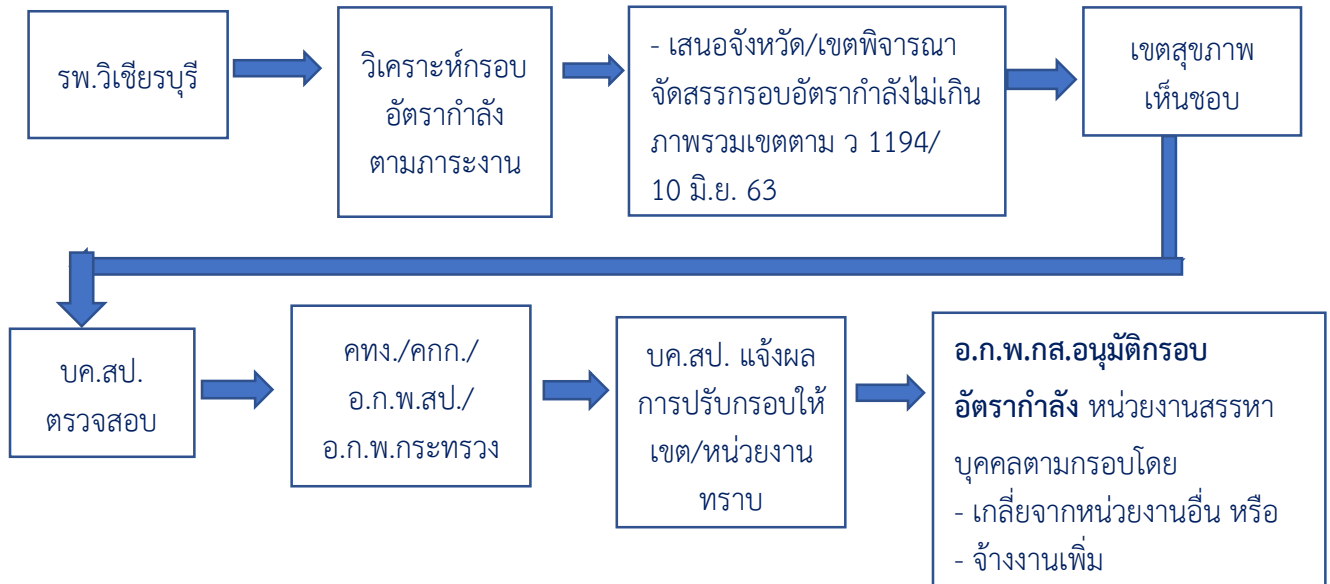 รพ.วิเชียรบุรี
วิเคราะห์กรอบ
อัตรากำลัง
ตามภาระงาน
- เสนอจังหวัด/เขตพิจารณา
จัดสรรกรอบอัตรากำลังไม่เกิน
ภาพรวมเขตตาม ว 1194/
10 มิ.ย. 63
เขตสุขภาพ
เห็นชอบ
บค.สป.
ตรวจสอบ
คทง./คกก./
อ.ก.พ.สป./
อ.ก.พ.กระทรวง
บค.สป. แจ้งผล
การปรับกรอบให้
เขต/หน่วยงาน
ทราบ
อ.ก.พ.กส.อนุมัติกรอบ
อัตรากำลัง หน่วยงานสรรหา
บุคคลตามกรอบโดย
- เกลี่ยจากหน่วยงานอื่น หรือ
- จ้างงานเพิ่ม